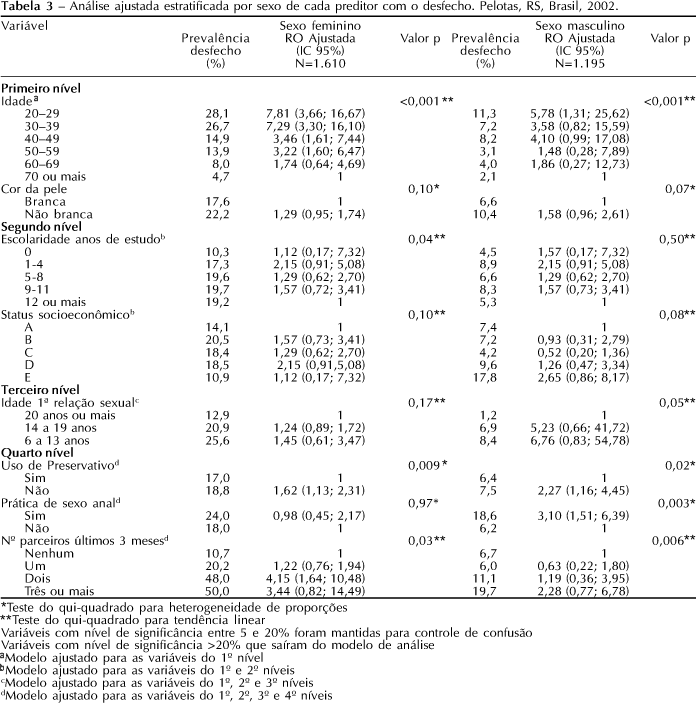 Tabela 3 – Análise ajustada estratificada por sexo de cada preditor com o desfecho. Pelotas, RS, Brasil, 2002.
Variável Sexo feminino Sexo masculino
Prevalência RO Ajustada Valor p Prevalência RO Ajustada Valor p
desfecho (IC 95%) desfecho (IC 95%)
(%) N=1.610 (%) N=1.195
Primeiro nível
Idadeª <0,001** <0,001**
20–29 28,1 7,81 (3,66; 16,67) 11,3 5,78 (1,31; 25,62)
30–39 26,7 7,29 (3,30; 16,10) 7,2 3,58 (0,82; 15,59)
40–49 14,9 3,46 (1,61; 7,44) 8,2 4,10 (0,99; 17,08)
50–59 13,9 3,22 (1,60; 6,47) 3,1 1,48 (0,28; 7,89)
60–69 8,0 1,74 (0,64; 4,69) 4,0 1,86 (0,27; 12,73)
70 ou mais 4,7 1 2,1 1
Cor da pele 0,10* 0,07*
Branca 17,6 1 6,6 1
Não branca 22,2 1,29 (0,95; 1,74) 10,4 1,58 (0,96; 2,61)
Segundo nível
Escolaridade anos de estudoᵇ 0,04** 0,50**
0 10,3 1,12 (0,17; 7,32) 4,5 1,57 (0,17; 7,32)
1-4 17,3 2,15 (0,91; 5,08) 8,9 2,15 (0,91; 5,08)
5-8 19,6 1,29 (0,62; 2,70) 6,6 1,29 (0,62; 2,70)
9-11 19,7 1,57 (0,72; 3,41) 8,3 1,57 (0,73; 3,41)
12 ou mais 19,2 1 5,3 1
Status socioeconômicoᵇ 0,10** 0,08**
A 14,1 1 7,4 1
B 20,5 1,57 (0,73; 3,41) 7,2 0,93 (0,31; 2,79)
C 18,4 1,29 (0,62; 2,70) 4,2 0,52 (0,20; 1,36)
D 18,5 2,15 (0,91,5,08) 9,6 1,26 (0,47; 3,34)
E 10,9 1,12 (0,17; 7,32) 17,8 2,65 (0,86; 8,17)
Terceiro nível
Idade 1ª relação sexualᶜ 0,17** 0,05**
20 anos ou mais 12,9 1 1,2 1
14 a 19 anos 20,9 1,24 (0,89; 1,72) 6,9 5,23 (0,66; 41,72)
6 a 13 anos 25,6 1,45 (0,61; 3,47) 8,4 6,76 (0,83; 54,78)
Quarto nível
Uso de Preservativoᵈ 0,009* 0,02*
Sim 17,0 1 6,4 1
Não 18,8 1,62 (1,13; 2,31) 7,5 2,27 (1,16; 4,45)
Prática de sexo analᵈ 0,97* 0,003*
Sim 24,0 0,98 (0,45; 2,17) 18,6 3,10 (1,51; 6,39)
Não 18,0 1 6,2 1
Nº parceiros últimos 3 mesesᵈ 0,03** 0,006**
Nenhum 10,7 1 6,7 1
Um 20,2 1,22 (0,76, 1,94) 6,0 0,63 (0,22; 1,80)
Dois 48,0 4,15 (1,64; 10,48) 11,1 1,19 (0,36; 3,95)
Três ou mais 50,0 3,44 (0,82; 14,49) 19,7 2,28 (0,77; 6,78)
*Teste do qui-quadrado para heterogeneidade de proporções
**Teste do qui-quadrado para tendência linear
Variáveis com nível de significância entre 5 e 20% foram mantidas para controle de confusão
Variáveis com nível de significância >20% que saíram do modelo de análise
ªModelo ajustado para as variáveis do 1º nível
ᵇModelo ajustado para as variáveis do 1º e 2º níveis
ᶜModelo ajustado para as variáveis do 1º, 2º e 3º níveis
ᵈModelo ajustado para as variáveis do 1º, 2º, 3º e 4º níveis